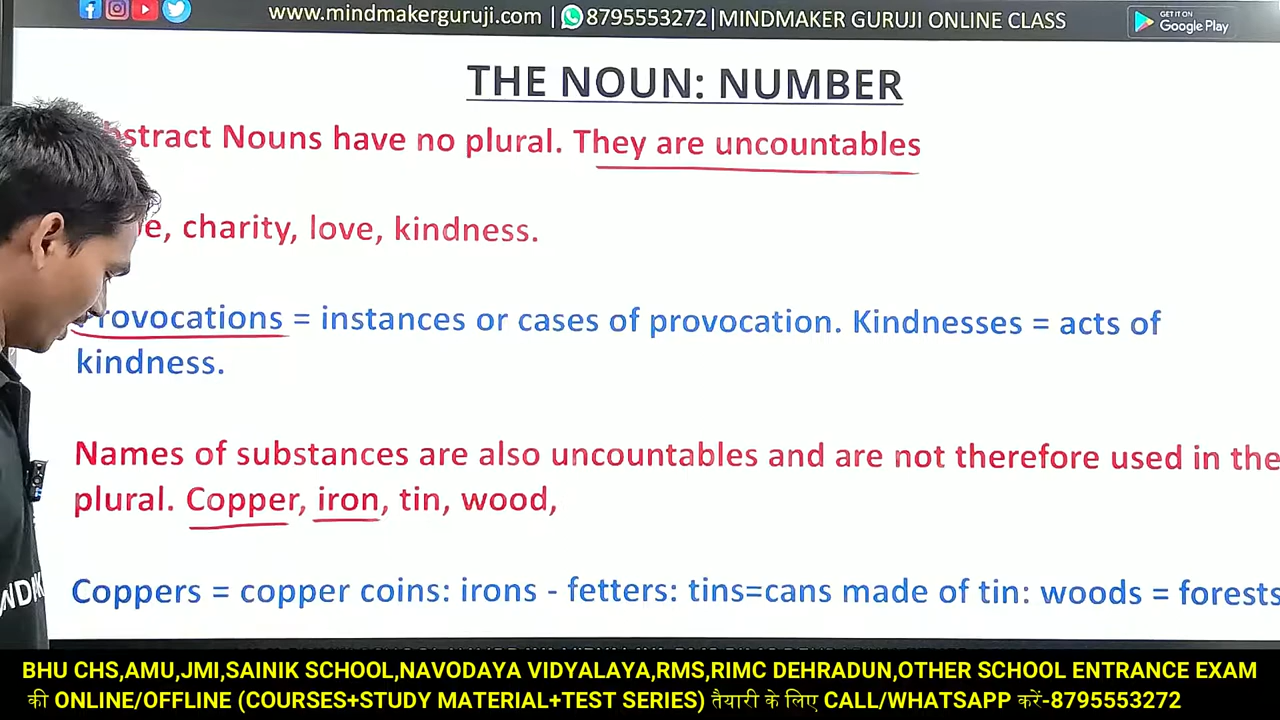 www.mindmakerguruji.com | 8795553272|MINDMAKER GURUJI ONLINE CLASS
GET IT ON
Google Play
THE NOUN: NUMBER
bstract Nouns have no plural. They are uncountables
pe, charity, love, kindness.
Provocations = instances or cases of provocation. Kindnesses = acts of
kindness.
Names of substances are also uncountables and are not therefore used in the
plural. Copper, iron, tin, wood,
Coppers = copper coins: irons - fetters: tins=cans made of tin: woods = forests
BHU CHS,AMU,JMI,SAINIK SCHOOL,NAVODAYA VIDYALAYA,RMS,RIMC DEHRADUN,OTHER SCHOOL ENTRANCE EXAM
की ONLINE/OFFLINE (COURSES+STUDY MATERIAL+TEST SERIES) तैयारी के लिए CALL/WHATSAPP करें-8795553272